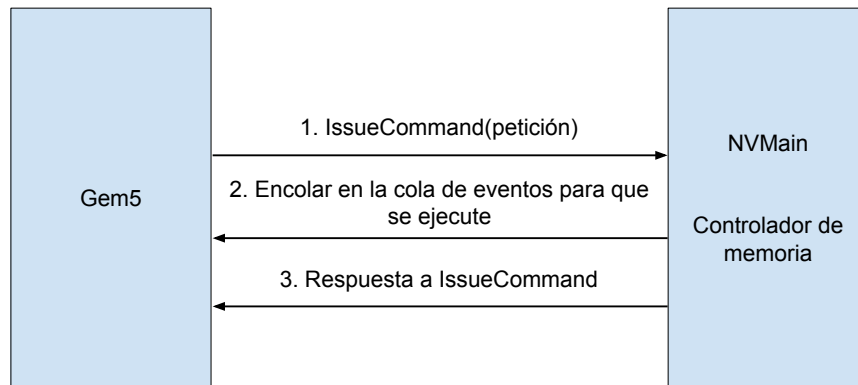 1. IssueCommand(petición)
NVMain
Gem5
2. Encolar en la cola de eventos para que
se ejecute
Controlador de
memoria
3. Respuesta a IssueCommand